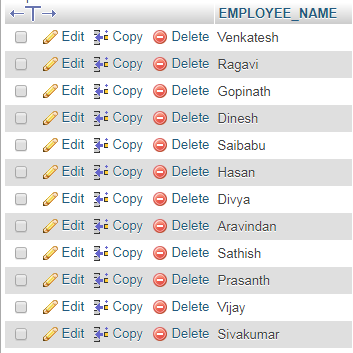 EMPLOYEE_NAME
Edit Copy Delete Venkatesh
Edit Copy Delete Ragavi
Edit Copy Delete Gopinath
Edit Copy Delete Dinesh
Edit Copy Delete Saibabu
Edit Copy Delete Hasan
Edit Copy Delete Divya
Edit Copy Delete Aravindan
Edit Copy Delete Sathish
Edit Copy Delete Prasanth
Edit Copy Delete Vijay
Edit Copy Delete Sivakumar